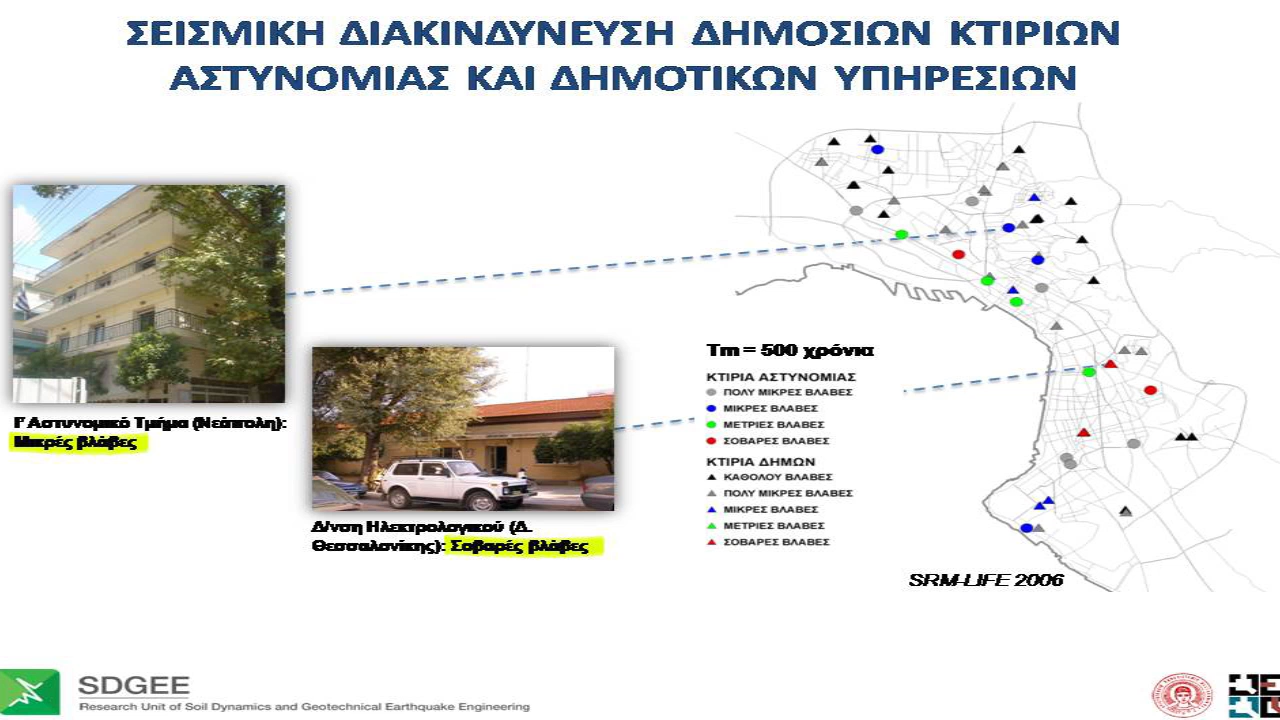 ΣΕΙΣΜΙΚΗ ΔΙΑΚΙΝΔΥΝΕΥΣΗ ΔΗΜΟΣΙΩΝ ΚΤΙΡΙΩΝ
ΑΣΤΥΝΟΜΙΑΣ ΚΑΙ ΔΗΜΟΤΙΚΩΝ ΥΠΗΡΕΣΙΩΝ
Γ' Αστυνομικό Τμήμα (Νεάπολη):
Μικρές βλάβες
Δ/νση Ηλεκτρολογικού (Δ.
Θεσσαλονίκης): Σοβαρές βλάβες
Tm = 500 χρόνια
ΚΤΙΡΙΑ ΑΣΤΥΝΟΜΙΑΣ
ΠΟΛΥ ΜΙΚΡΕΣ ΒΛΑΒΕΣ
ΜΙΚΡΕΣ ΒΛΑΒΕΣ
ΜΕΤΡΙΕΣ ΒΛΑΒΕΣ
ΣΟΒΑΡΕΣ ΒΛΑΒΕΣ
ΚΤΙΡΙΑ ΔΗΜΩΝ
ΚΑΘΟΛΟΥ ΒΛΑΒΕΣ
ΠΟΛΥ ΜΙΚΡΕΣ ΒΛΑΒΕΣ
ΜΙΚΡΕΣ ΒΛΑΒΕΣ
ΜΕΤΡΙΕΣ ΒΛΑΒΕΣ
ΣΟΒΑΡΕΣ ΒΛΑΒΕΣ
SRM-LIFE 2006
SDGEE
Research Unit of Soil Dynamics and Geotechnical Earthquake Engineering